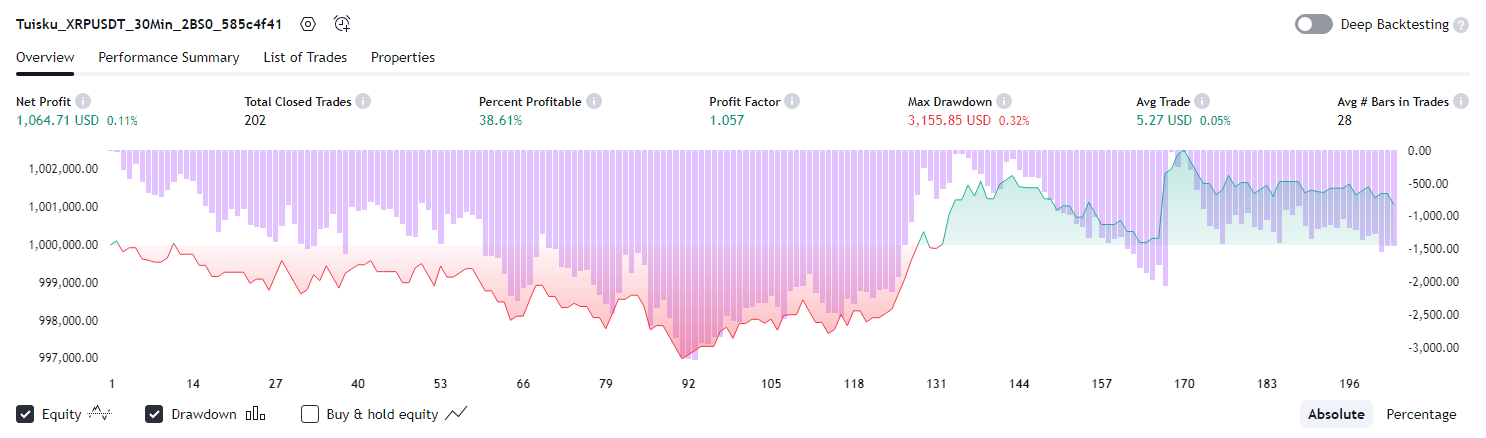 Tuisku_XRPUSDT_30Min_2BS0_585c4f41
Deep Backtesting
Overview Performance Summary List of Trades Properties
Net Profit Total Closed Trades Percent Profitable Profit Factor Max Drawdown Avg Trade Avg # Bars in Trades
1,064.71 USD 0.11% 202 38.61% 1.057 3,155.85 USD 0.32% 5.27 USD 0.05% 28
1,002,000.00
1,001,000.00
1,000,000.00
999,000.00
998,000.00
997,000.00
0.00
-500.00
-1,000.00
-1,500.00
-2,000.00
-2,500.00
-3,000.00
1 14 27 40 53 66 79 92 105 118 131 144 157 170 183 196
Equity Drawdown Buy & hold equity Absolute Percentage